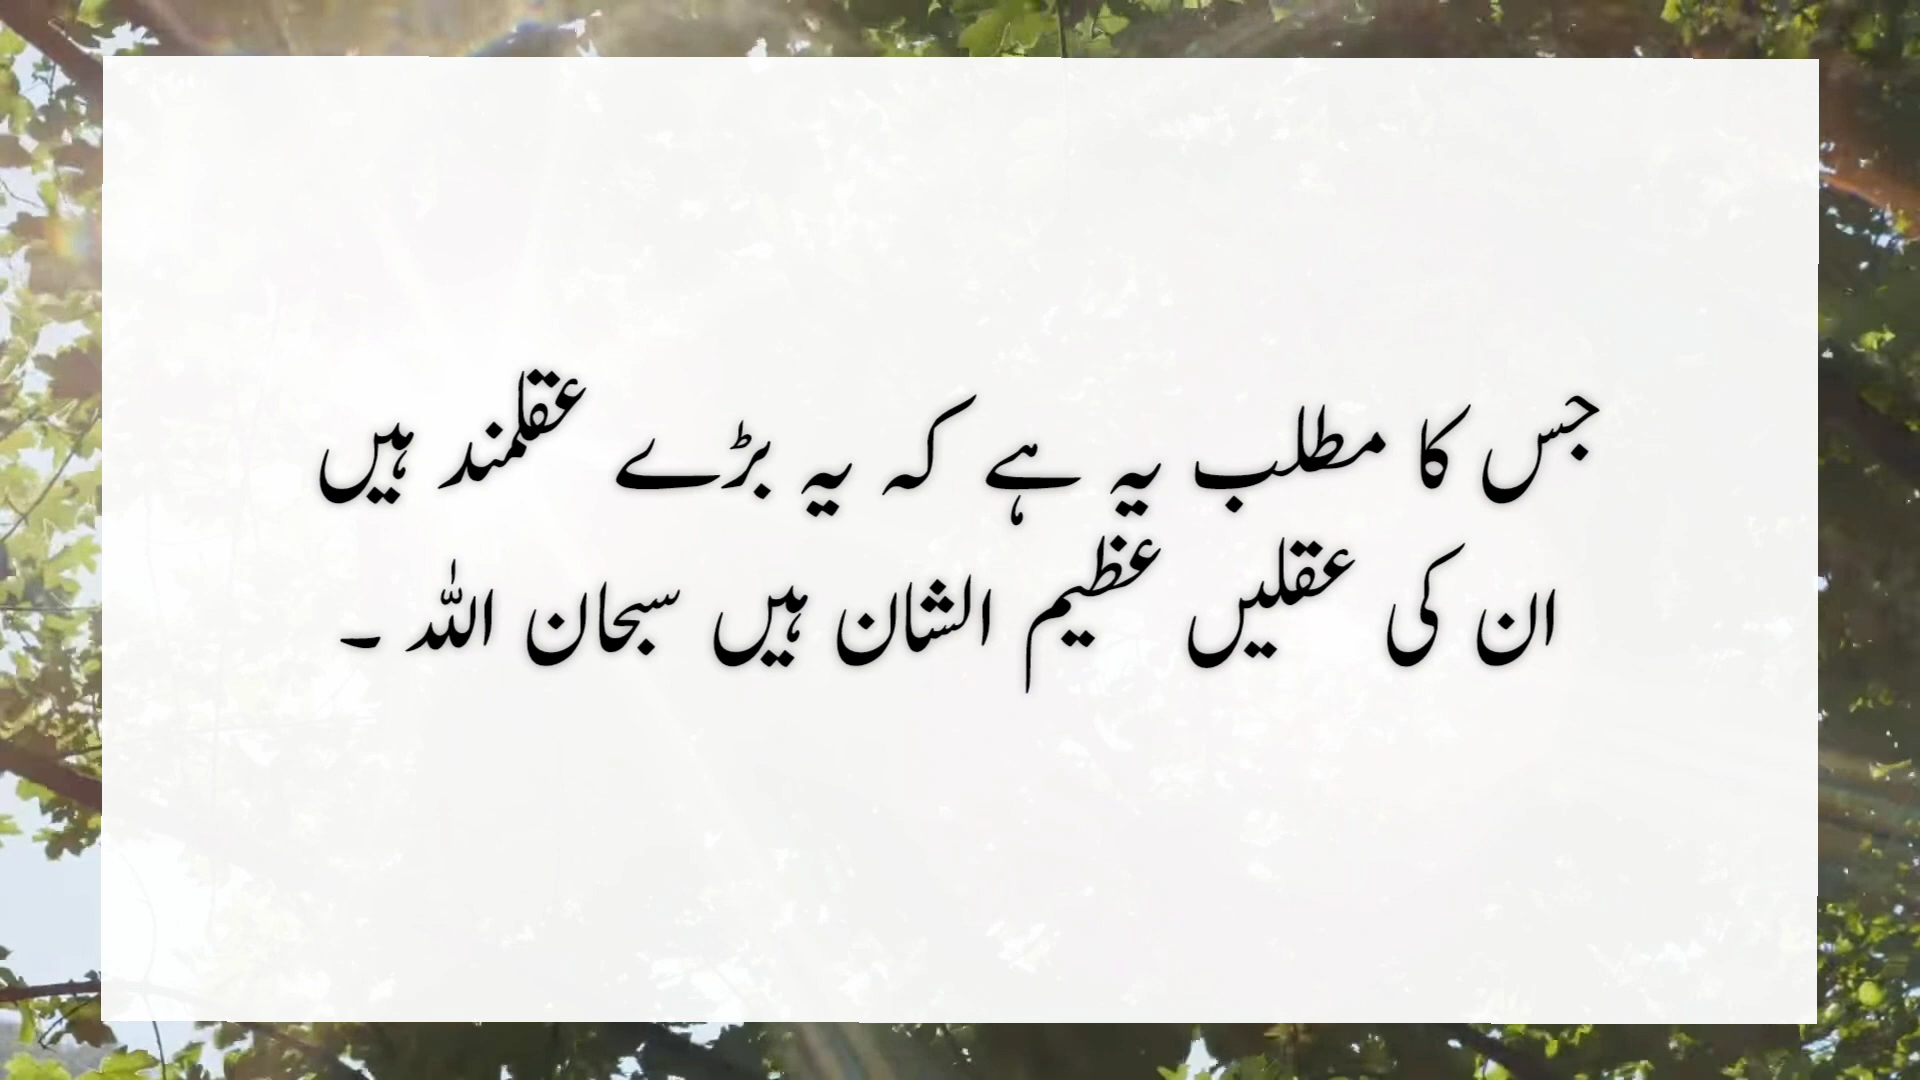 جس کا مطلب یہ ہے کہ یہ بڑے عقلمند ہیں
ان کی عقلیں عظیم الشان ہیں سبحان اللہ ۔